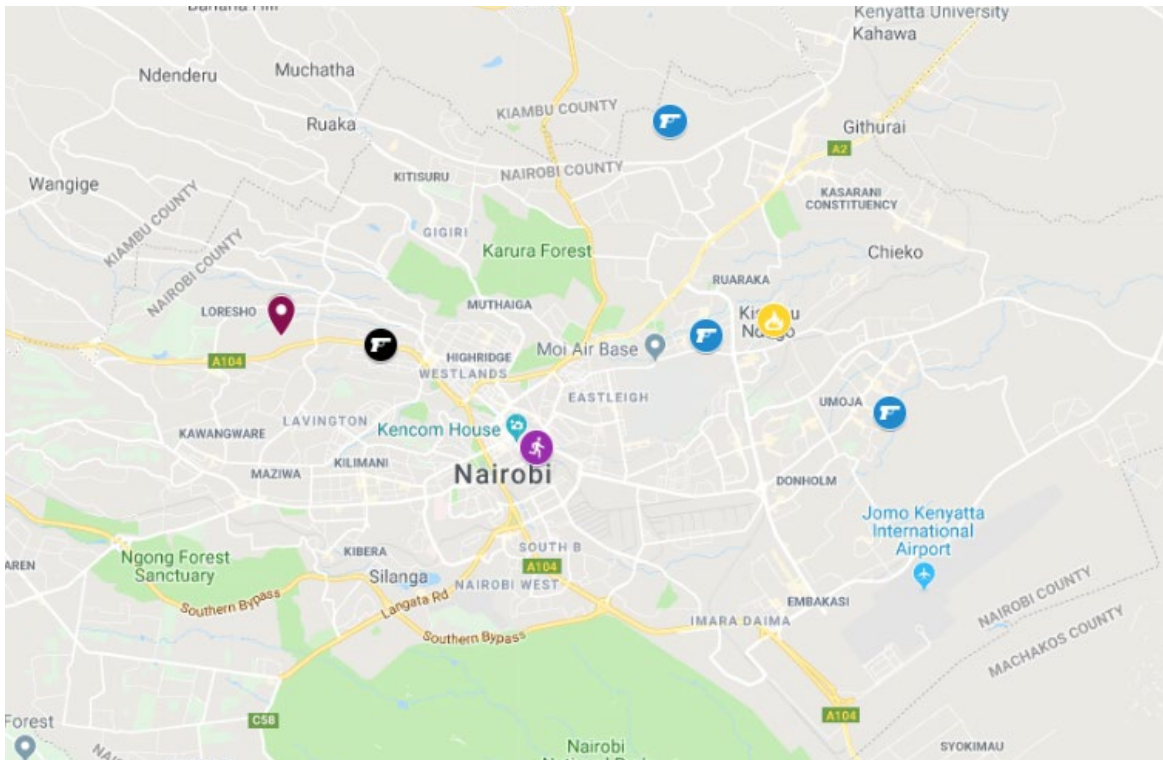 Kenyatta University
Kahawa
Ndenderu
Muchatha
KIAMBU COUNTY
Ruaka
Githurai
A2
NAIROBI COUNTY
KITISURU
Wangige
KASARANI
CONSTITUENCY
KIAMBU COUNTY
GIGIRI
Karura Forest
Chieko
NAIROBI COUNTY
RUARAKA
MUTHAIGA
LORESHO
Moi Air Base
HIGHRIDGE
A104
WESTLANDS
EASTLEIGH
UMOJA
LAVINGTON
Kencom House
KAWANGWARE
KILIMANI
MAZIWA
Nairobi
DONHOLM
Jomo Kenyatta
International
Airport
SOUTH B
KIBERA
Ngong Forest
Sanctuary
A104
AREN
Silanga
NAIROBI WEST
Southern Bypass
Langata Rd
EMBAKASI
NAIROBI COUNTY
IMARA DAIMA
Southern Bypass
MACHAKOS COUNTY
Forest
C58
A104
Nairobi
SYOKIMAU